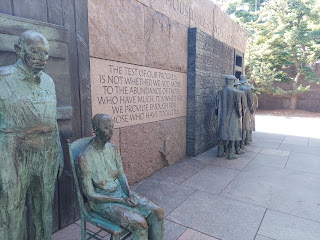 THE TEST OF OUR PROGRESS
IS NOT WHETHER WE ADD MORE
TO THE ABUNDANCE OF THOSE
WHO HAVE MUCH; IT IS WHETHER
WE PROVIDE ENOUGH FOR
THOSE WHO HAVE TOO LITTLE.